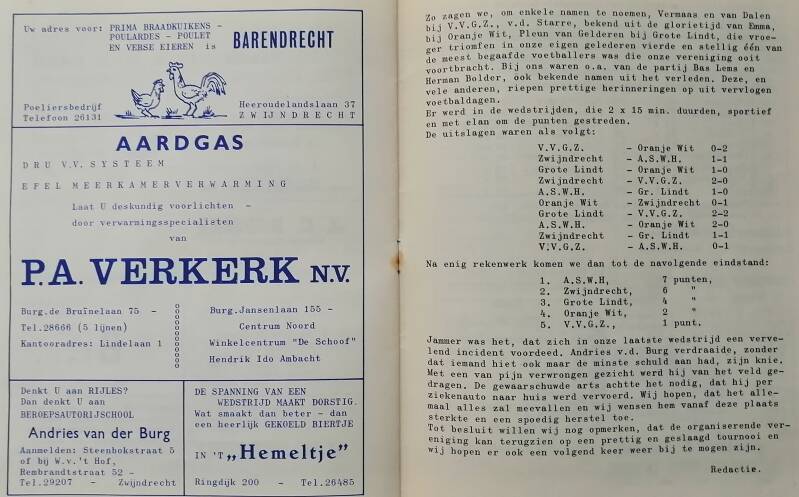 Uw adres voor: PRIMA BRAADKUIKENS -
POULARDES - POULET
EN VERSE EIEREN is BARENDRECHT
Poeliersbedrijf
Telefoon 26131
Heeroudelandslaan 37
ZWIJNDRECHT
AARDGAS
DRU V.V. SYSTEEM
EFEL MEERKAMERVERWARMING
Laat U deskundig voorlichten -
door verwarmingsspecialisten
van
P.A. VERKERK N.V.
Burg.de Bruïnelaan 75 -
Tel.28666 (5 lijnen)
Kantooradres: Lindelaan 1
Burg.Jansenlaan 155 -
Centrum Noord
Winkelcentrum "De Schoof"
Hendrik Ido Ambacht
Denkt U aan RIJLES?
Dan denkt U aan
BEROEPSAUTORIJSCHOOL
Andries van der Burg
Aanmelden: Steenbokstraat 5
of bij W.v.'t Hof,
Rembrandtstraat 52 -
Tel.29207 - Zwijndrecht
DE SPANNING VAN EEN
WEDSTRIJD MAAKT DORSTIG.
Wat smaakt dan beter - dan
een heerlijk GEKOELD BIERTJE
IN 'T „Hemeltje”
Ringdijk 200 - Tel.26485
Zo zagen we, om enkele namen te noemen, Vermaas en van Dalen
bij V.V.G.Z., v.d. Starre, bekend uit de glorietijd van Emma,
bij Oranje Wit, Pleun van Gelderen bij Grote Lindt, die vroe-
ger triomfen in onze eigen gelederen vierde en stellig één van
de meest begaafde voetballers was die onze vereniging ooit
voortbracht. Bij ons waren o.a. van de partij Bas Lems en
Herman Bolder, ook bekende namen uit het verleden. Deze, en
vele anderen, riepen prettige herinneringen op uit vervlogen
voetbaldagen.
Er werd in de wedstrijden, die 2 x 15 min. duurden, sportief
en met elan om de punten gestreden.
De uitslagen waren als volgt:
V.V.G.Z. - Oranje Wit 0-2
Zwijndrecht - A.S.W.H. 1-1
Grote Lindt - Oranje Wit 1-0
Zwijndrecht - V.V.G.Z. 2-0
A.S.W.H. - Gr. Lindt 1-0
Oranje Wit - Zwijndrecht 0-1
Grote Lindt - V.V.G.Z. 2-2
A.S.W.H. - Oranje Wit 2-0
Zwijndrecht - Gr. Lindt 1-1
V.V.G.Z. - A.S.W.H. 0-1
Na enig rekenwerk komen we dan tot de navolgende eindstand:
1. A.S.W.H, 7 punten,
2. Zwijndrecht, 6 "
3. Grote Lindt, 4 "
4. Oranje Wit, 2 "
5. V.V.G.Z., 1 punt.
Jammer was het, dat zich in onze laatste wedstrijd een verve-
lend incident voordeed. Andries v.d. Burg verdraaide, zonder
dat iemand hiet ook maar de minste schuld aan had, zijn knie.
Met een van pijn verwrongen gezicht werd hij van het veld ge-
dragen. De gewaarschuwde arts achtte het nodig, dat hij per
ziekenauto naar huis werd vervoerd. Wij hopen, dat het alle-
maal alles zal meevallen en wij wensen hem vanaf deze plaats
sterkte en een spoedig herstel toe.
Tot besluit willen wij nog opmerken, dat de organiserende ver-
eniging kan terugzien op een prettig en geslaagd tournooi en
wij hopen er ook een volgend keer weer bij te mogen zijn.
Redactie.